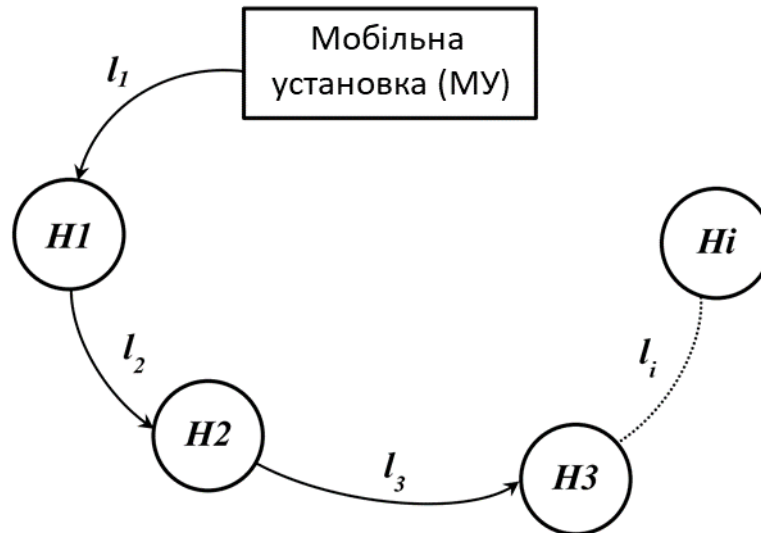 Мобільна
установка (МУ)
l₁
H1
Hi
l₂
lᵢ
H2
l₃
H3